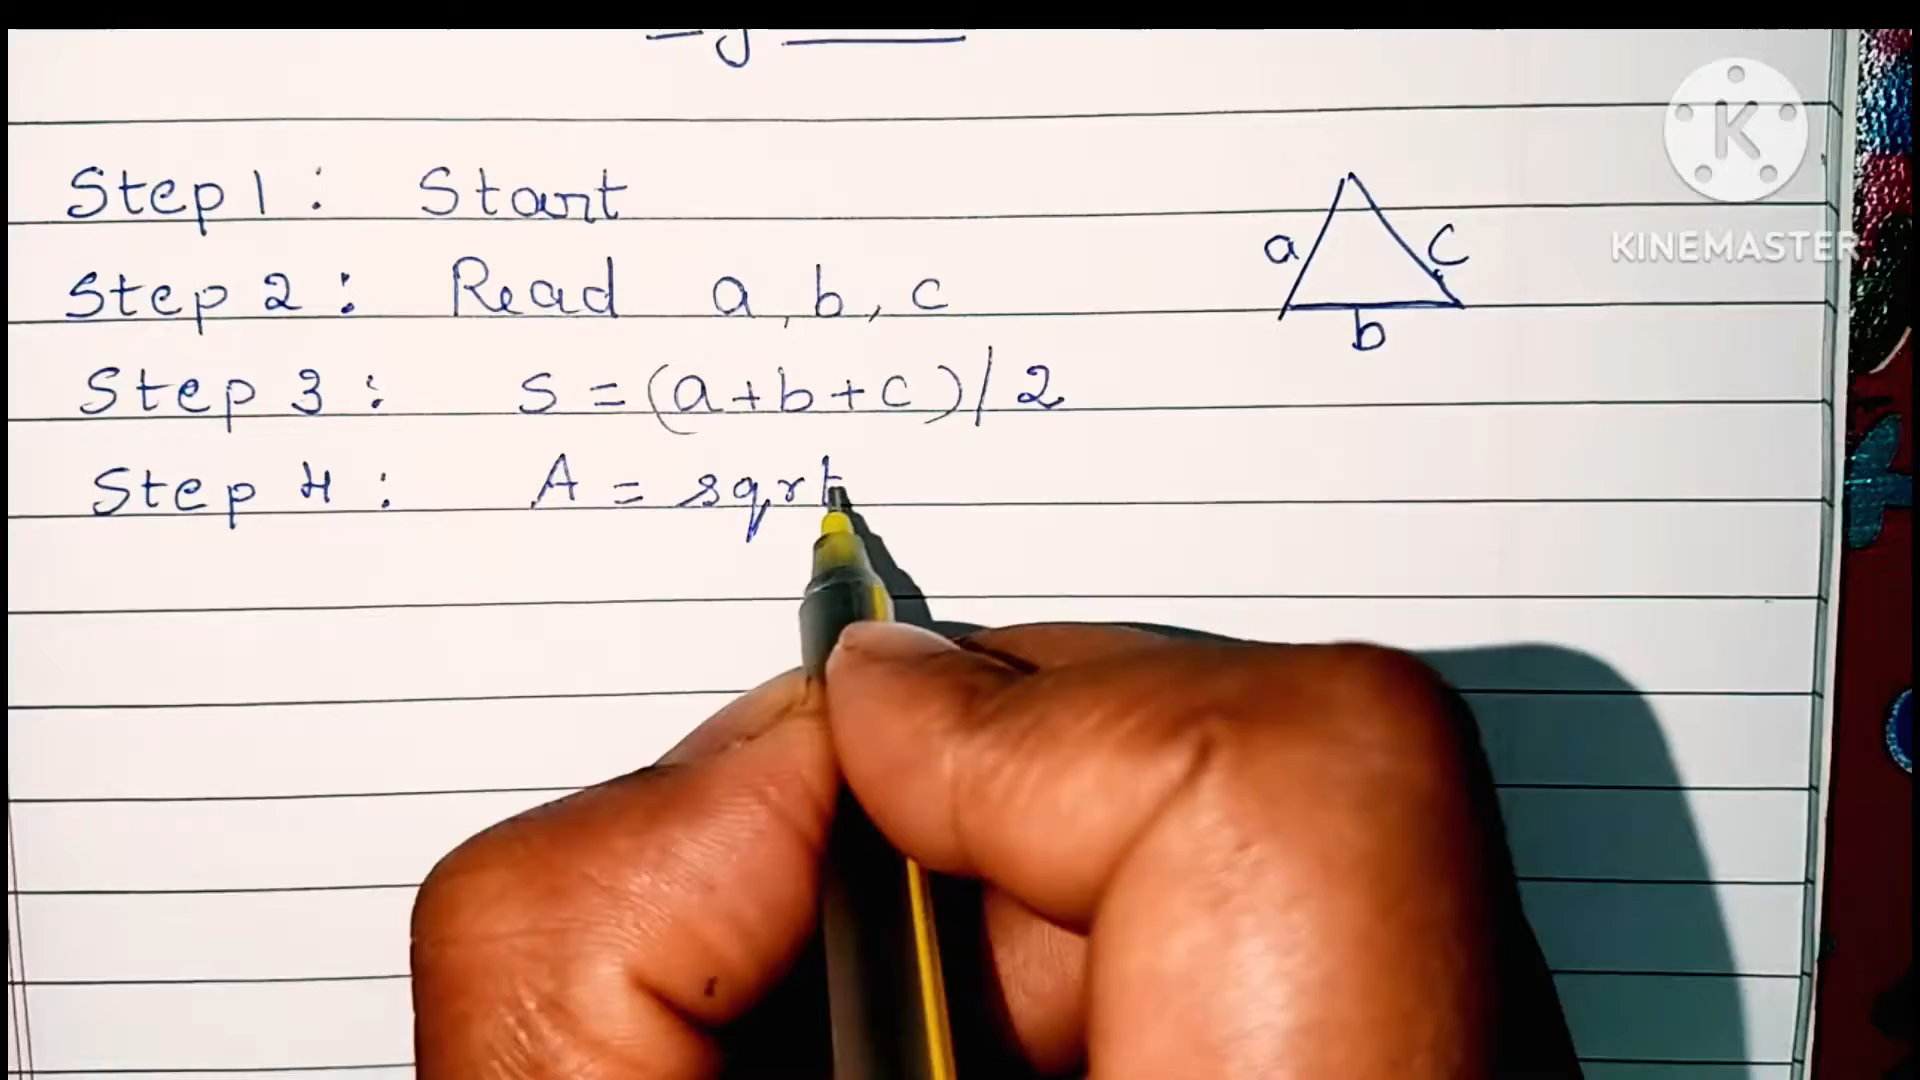 Step 1 : Start
Step 2 : Read a, b, c
Step 3 : S = (a+b+c)/2
Step 4 : A = sqrt
a
c
b
K
KINEMASTER